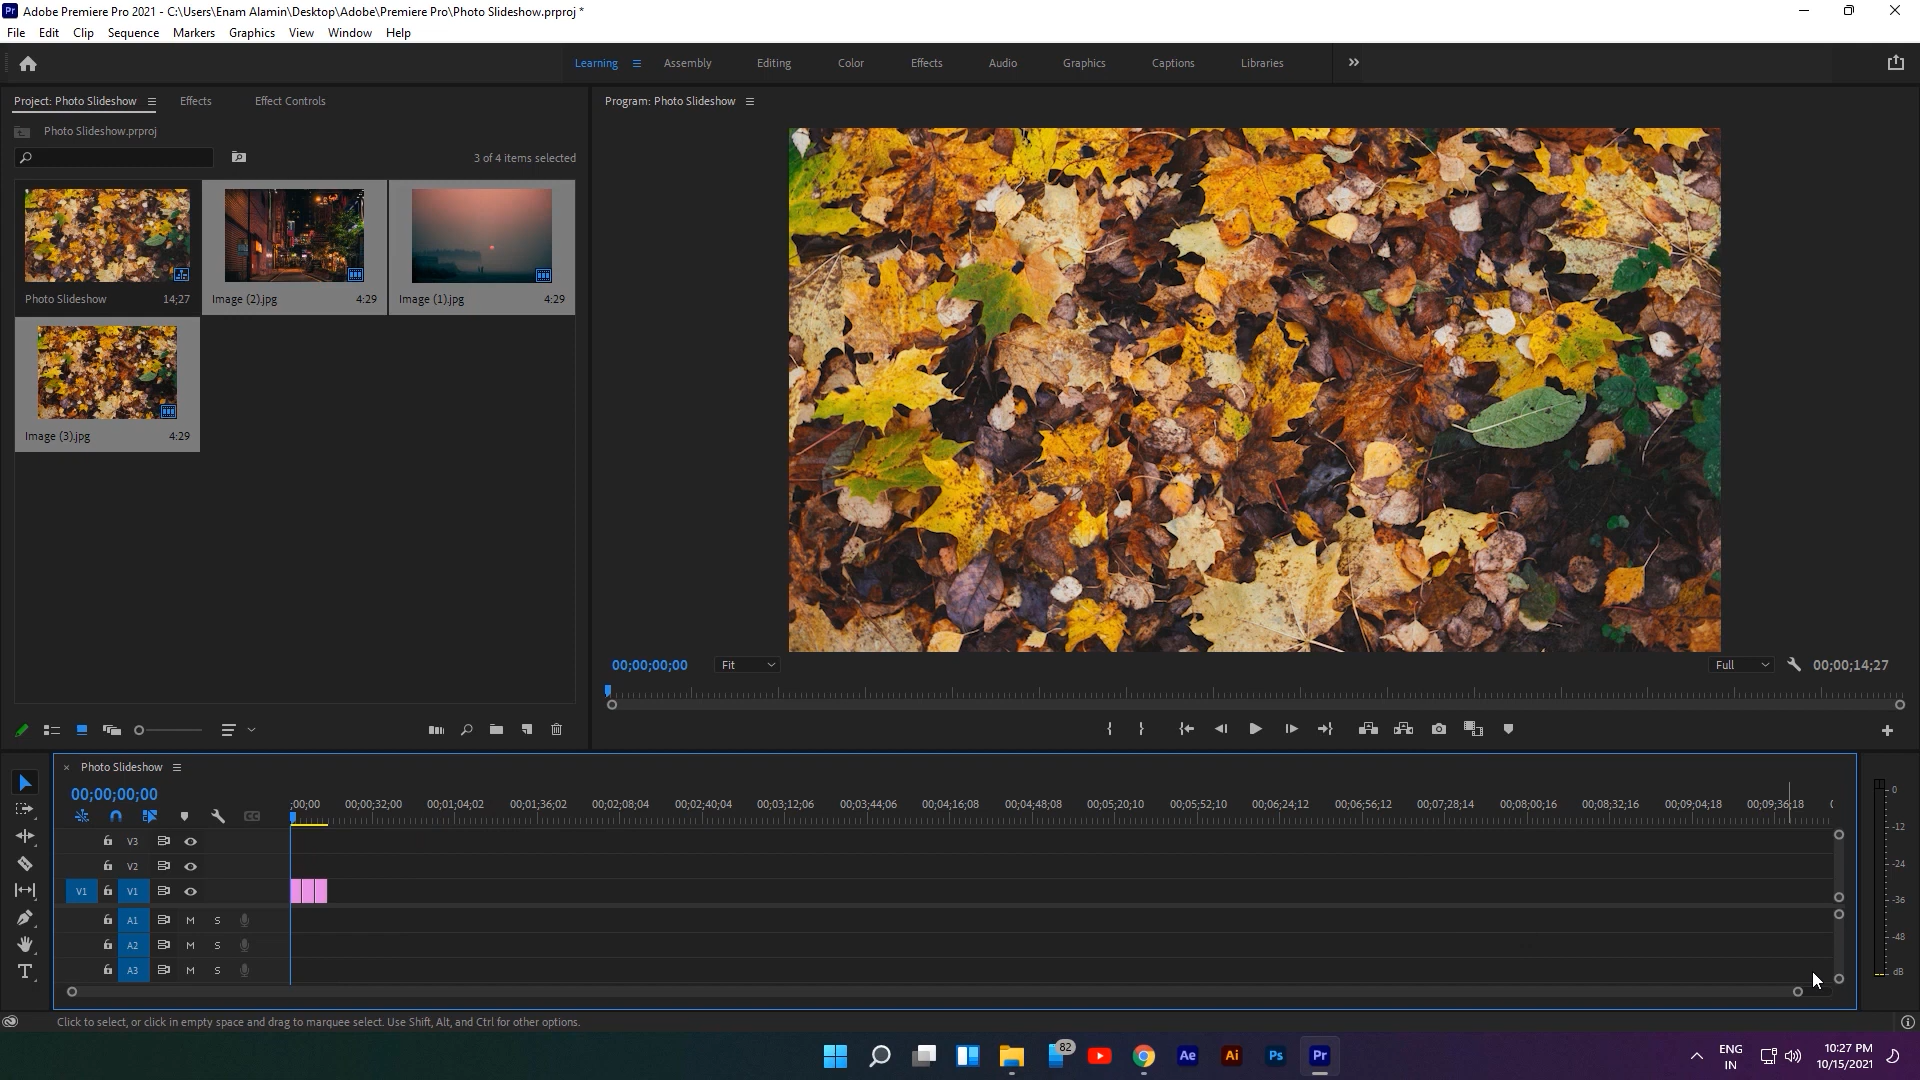 Pr Adobe Premiere Pro 2021 - C:\Users\Enam Alamin\Desktop\Adobe\Premiere Pro\Photo Slideshow.prproj *
File Edit Clip Sequence Markers Graphics View Window Help
Learning Assembly Editing Color Effects Audio Graphics Captions Libraries
Project: Photo Slideshow Effects Effect Controls
Program: Photo Slideshow
Photo Slideshow.prproj
3 of 4 items selected
Photo Slideshow 14;27
Image (2).jpg 4:29
Image (1).jpg 4:29
Image (3).jpg 4:29
00;00;00;00 Fit Full 00;00;14;27
Photo Slideshow
00;00;00;00
;00;00 00;00;32;00 00;01;04;02 00;01;36;02 00;02;08;04 00;02;40;04 00;03;12;06 00;03;44;06 00;04;16;08 00;04;48;08 00;05;20;10 00;05;52;10 00;06;24;12 00;06;56;12 00;07;28;14 00;08;00;16 00;08;32;16 00;09;04;18 00;09;36;18
CC
V3
V2
V1 V1
A1 M S
A2 M S
A3 M S
0
-12
-24
-36
-48
dB
Click to select, or click in empty space and drag to marquee select. Use Shift, Alt, and Ctrl for other options.
82
Ae Ai Ps Pr
ENG
IN
10:27 PM
10/15/2021